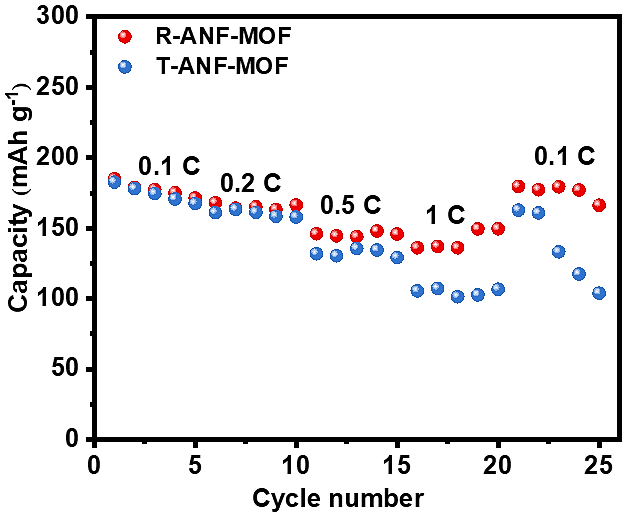 R-ANF-MOF
T-ANF-MOF
0.1 C
0.2 C
0.5 C
1 C
0.1 C
300
250
200
150
100
50
0
0
5
10
15
20
25
Capacity (mAh g⁻¹)
Cycle number